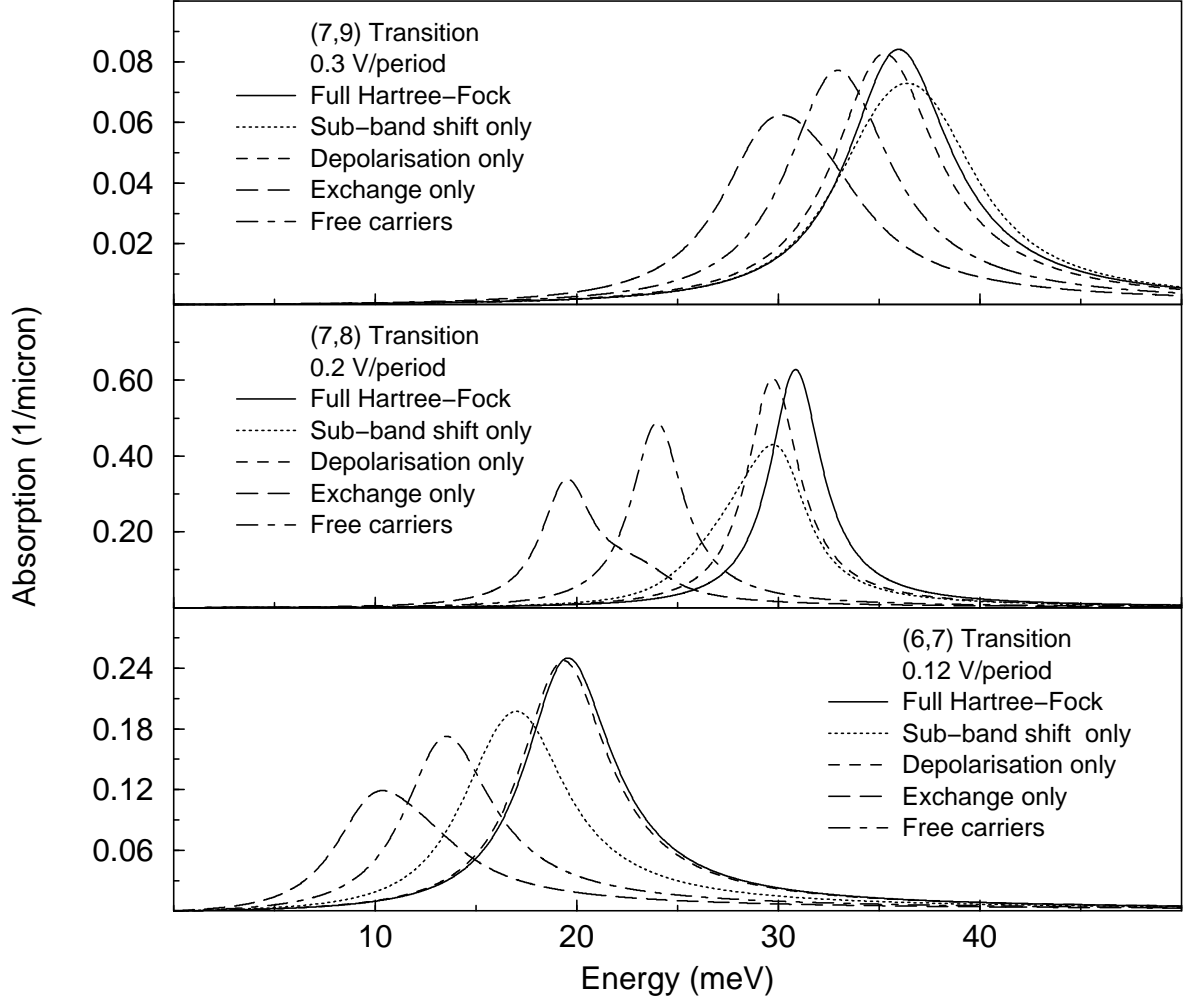 Absorption (1/micron)
0.08
0.06
0.04
0.02
(7,9) Transition
0.3 V/period
Full Hartree−Fock
Sub−band shift only
Depolarisation only
Exchange only
Free carriers
0.60
0.40
0.20
(7,8) Transition
0.2 V/period
Full Hartree−Fock
Sub−band shift only
Depolarisation only
Exchange only
Free carriers
0.24
0.18
0.12
0.06
(6,7) Transition
0.12 V/period
Full Hartree−Fock
Sub−band shift  only
Depolarisation only
Exchange only
Free carriers
10 20 30 40
Energy (meV)